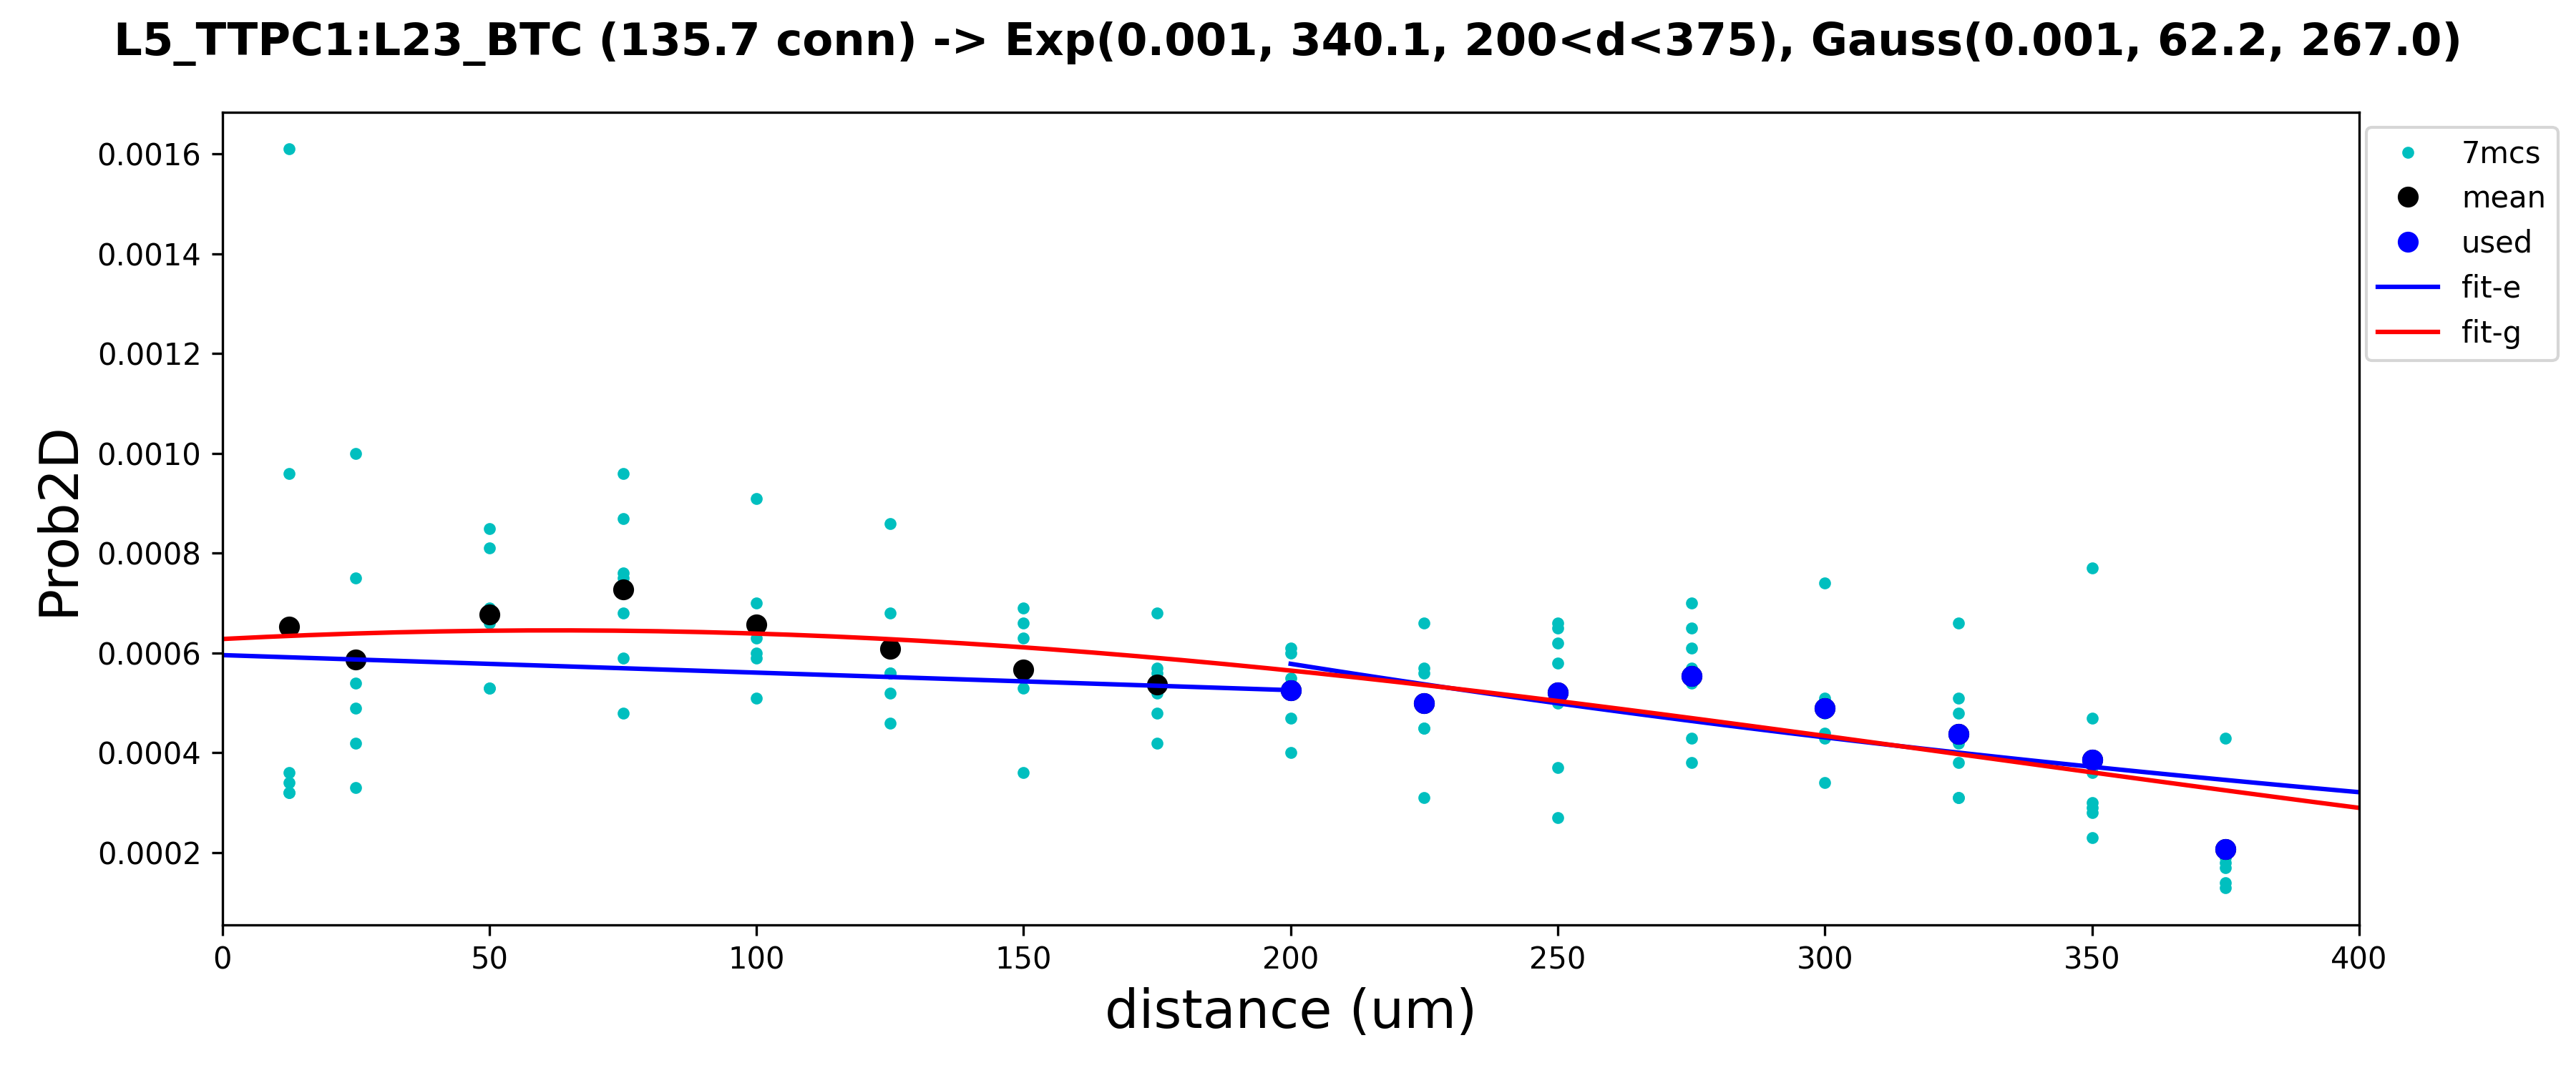 L5_TTPC1:L23_BTC (135.7 conn) -> Exp(0.001, 340.1, 200<d<375), Gauss(0.001, 62.2, 267.0)
0.0016
0.0014
0.0012
0.0010
0.0008
0.0006
0.0004
0.0002
Prob2D
0 50 100 150 200 250 300 350 400
distance (um)
7mcs
mean
used
fit-e
fit-g